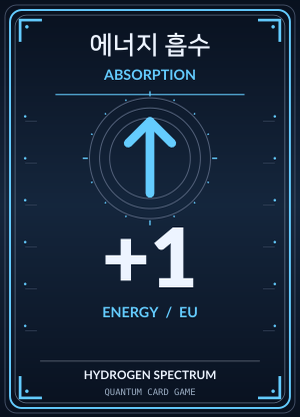 에너지 흡수
ABSORPTION
+1
ENERGY / EU
HYDROGEN SPECTRUM
QUANTUM CARD GAME